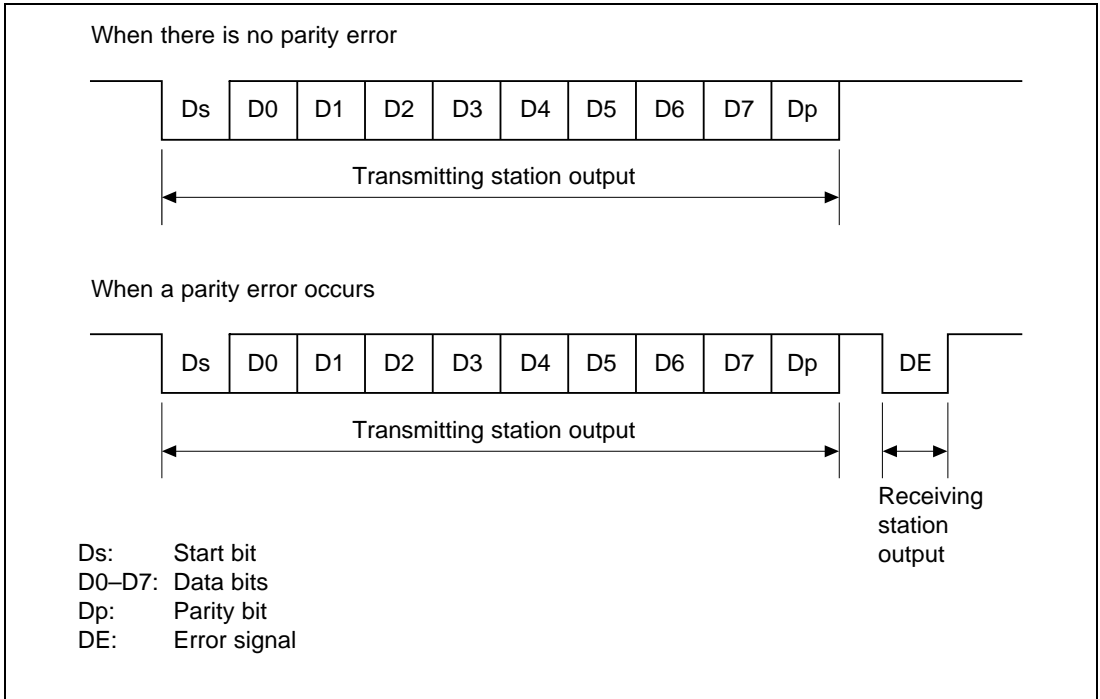 When there is no parity error
Ds D0 D1 D2 D3 D4 D5 D6 D7 Dp
Transmitting station output
When a parity error occurs
Ds D0 D1 D2 D3 D4 D5 D6 D7 Dp DE
Transmitting station output
Receiving
station
output
Ds: Start bit
D0–D7: Data bits
Dp: Parity bit
DE: Error signal